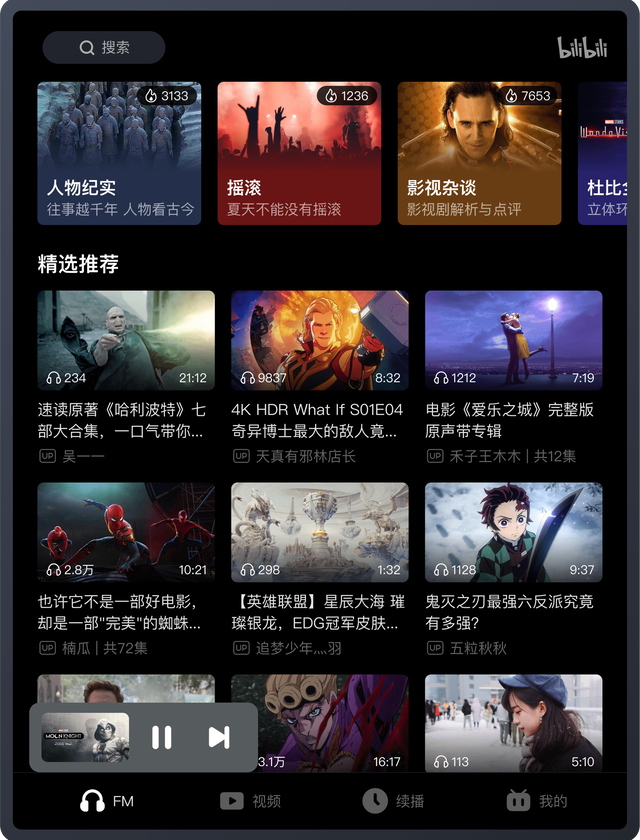 搜索
bilibili
3133
1236
7653
人物纪实
摇滚
影视杂谈
杜比全
往事越千年 人物看古今
夏天不能没有摇滚
影视剧解析与点评
立体环
精选推荐
234
21:12
9837
8:32
1212
7:19
速读原著《哈利波特》七
部大合集，一口气带你...
4K HDR What If S01E04
奇异博士最大的敌人竟...
电影《爱乐之城》完整版
原声带专辑
UP 吴一一
UP 天真有邪林店长
UP 禾子王木木 | 共12集
2.8万
10:21
298
1:32
1128
9:37
也许它不是一部好电影，
却是一部"完美"的蜘蛛...
【英雄联盟】星辰大海 璀
璨银龙，EDG冠军皮肤...
鬼灭之刃最强六反派究竟
有多强?
UP 楠瓜 | 共72集
UP 追梦少年灬羽
UP 五粒秋秋
MOON KNIGHT
3.1万
16:17
113
5:10
FM
视频
续播
我的